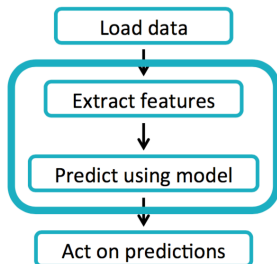 Load data
Extract features
Predict using model
Act on predictions